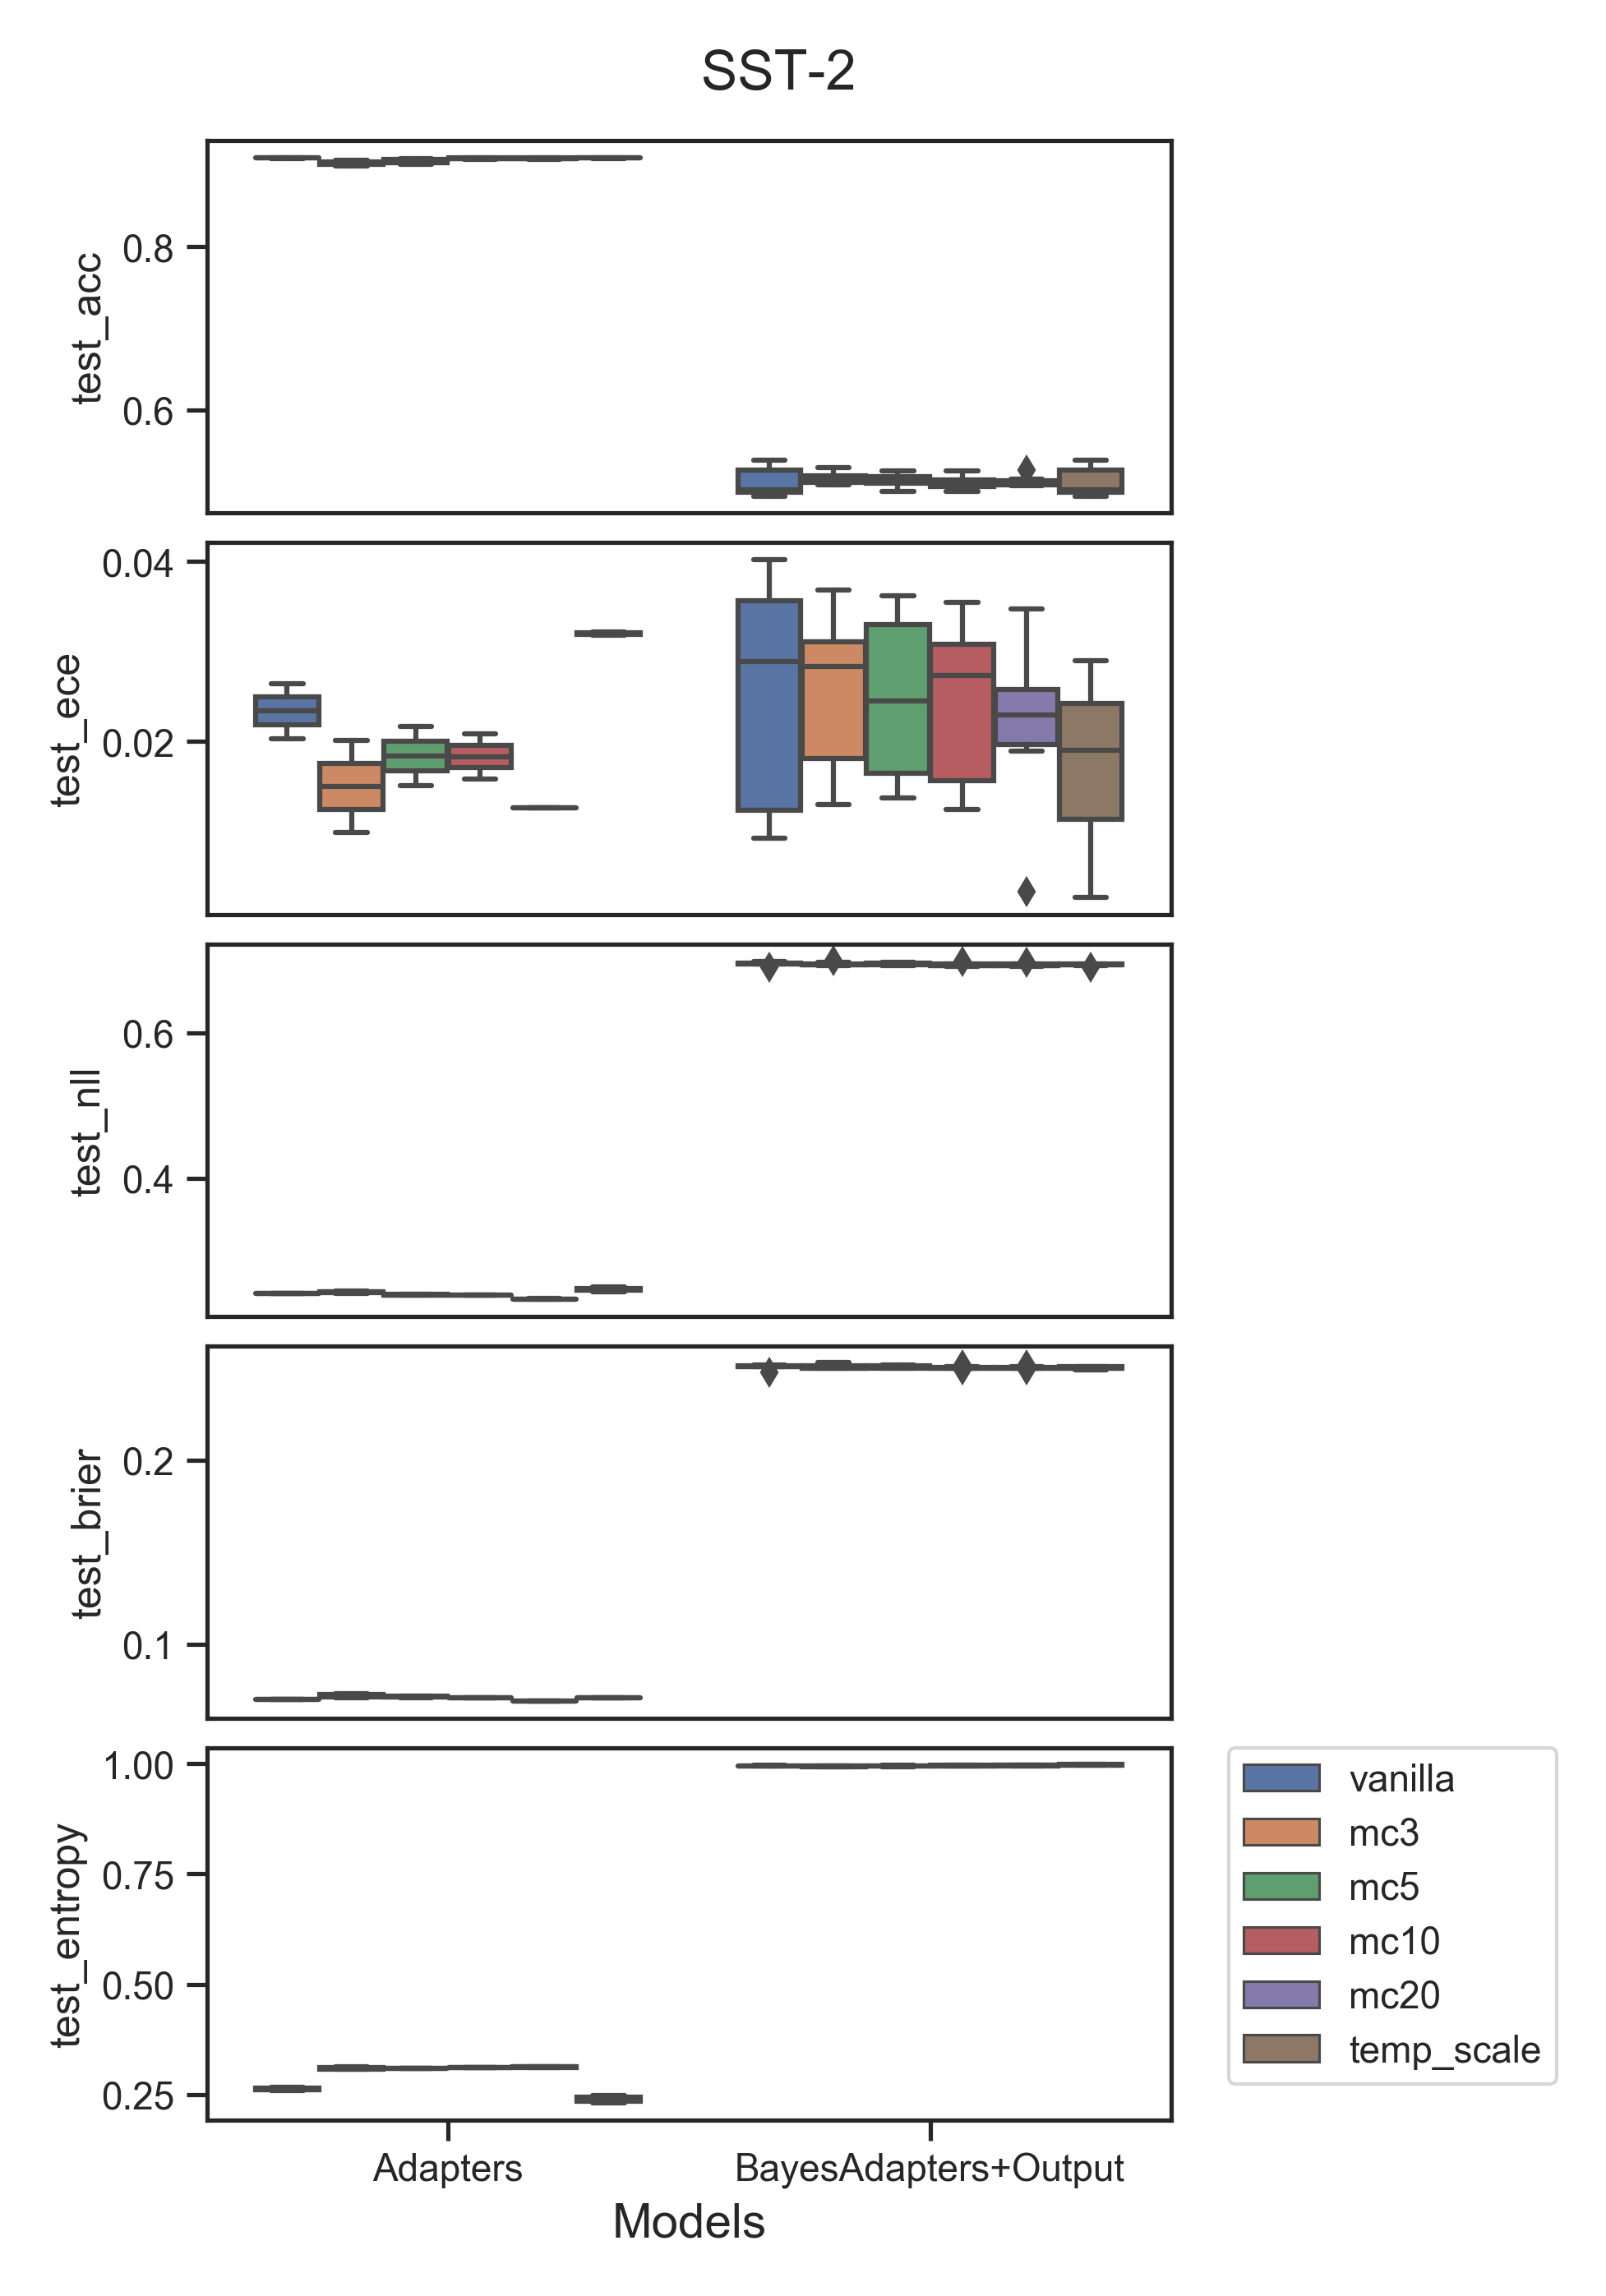 SST-2
test_acc
0.8
0.6
test_ece
0.04
0.02
test_nll
0.6
0.4
test_brier
0.2
0.1
test_entropy
1.00
0.75
0.50
0.25
Adapters
BayesAdapters+Output
Models
vanilla
mc3
mc5
mc10
mc20
temp_scale